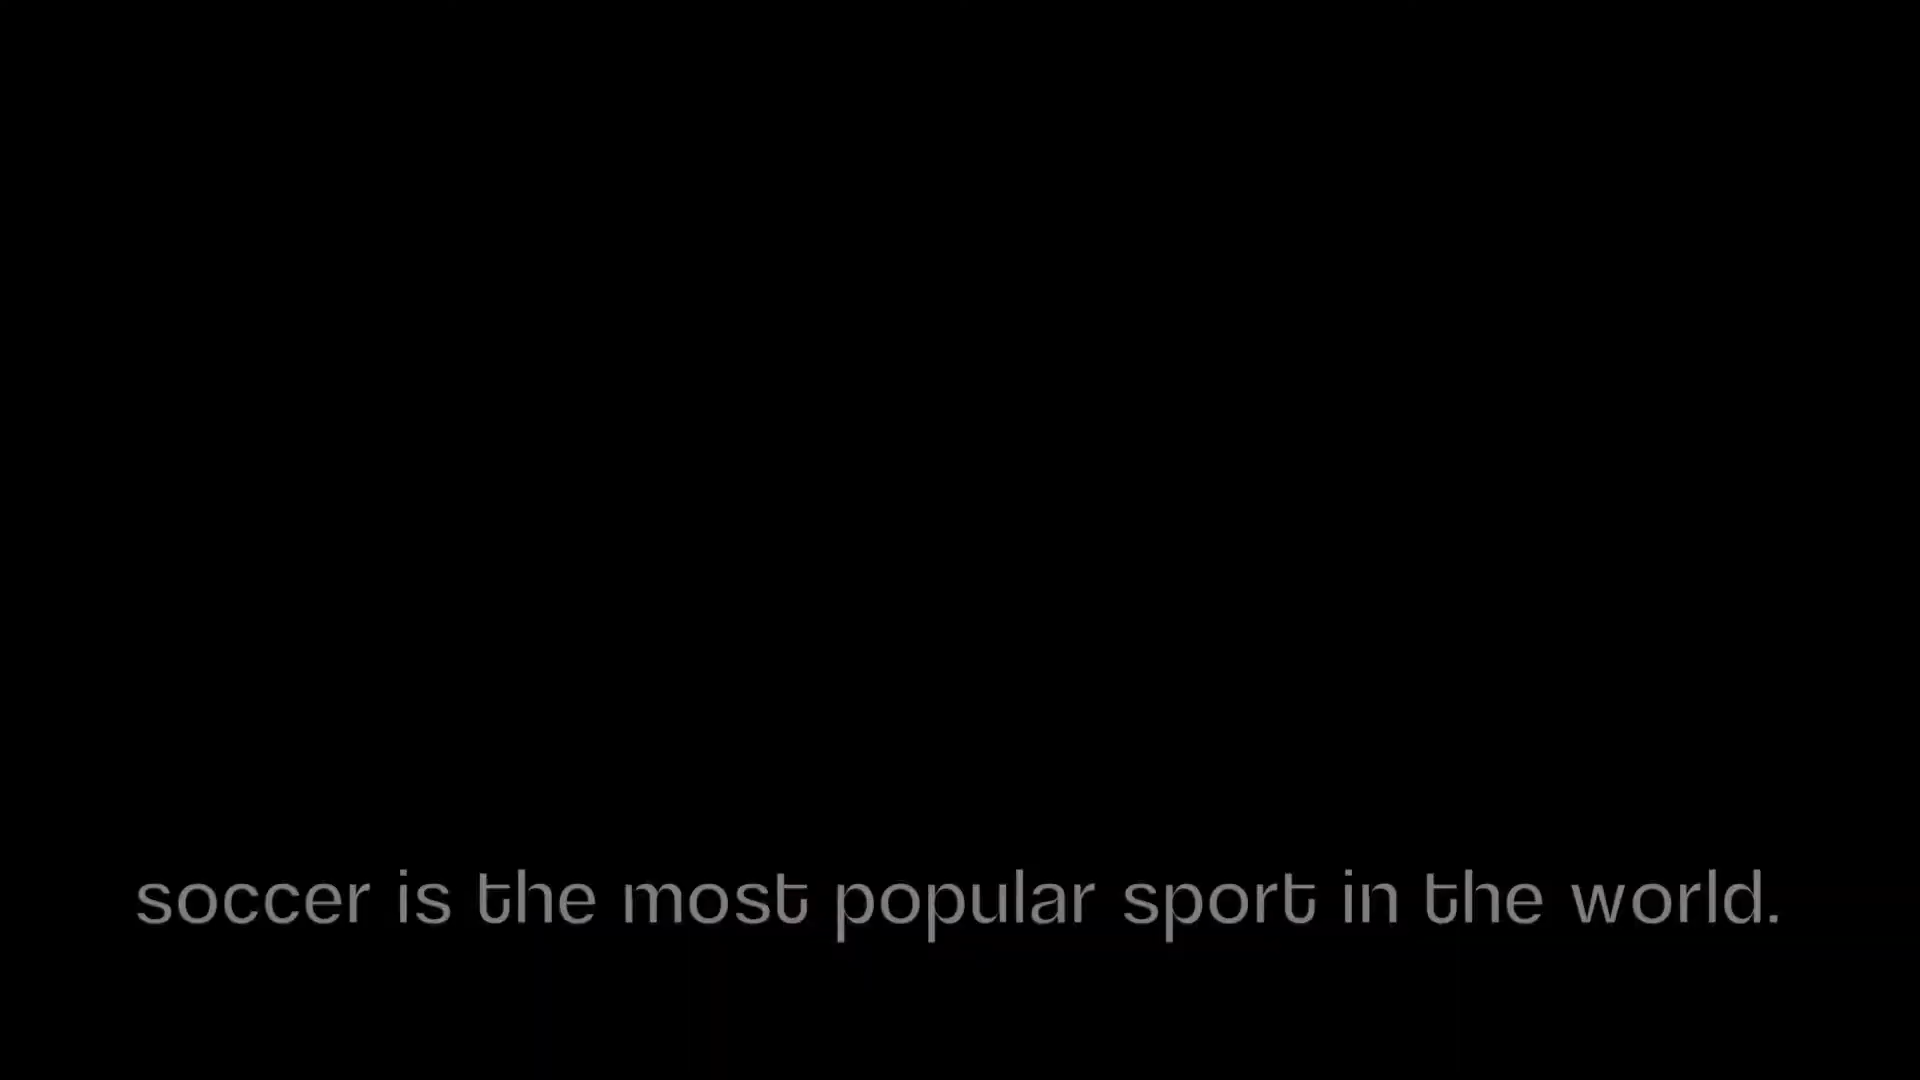 soccer is the most popular sport in the world.